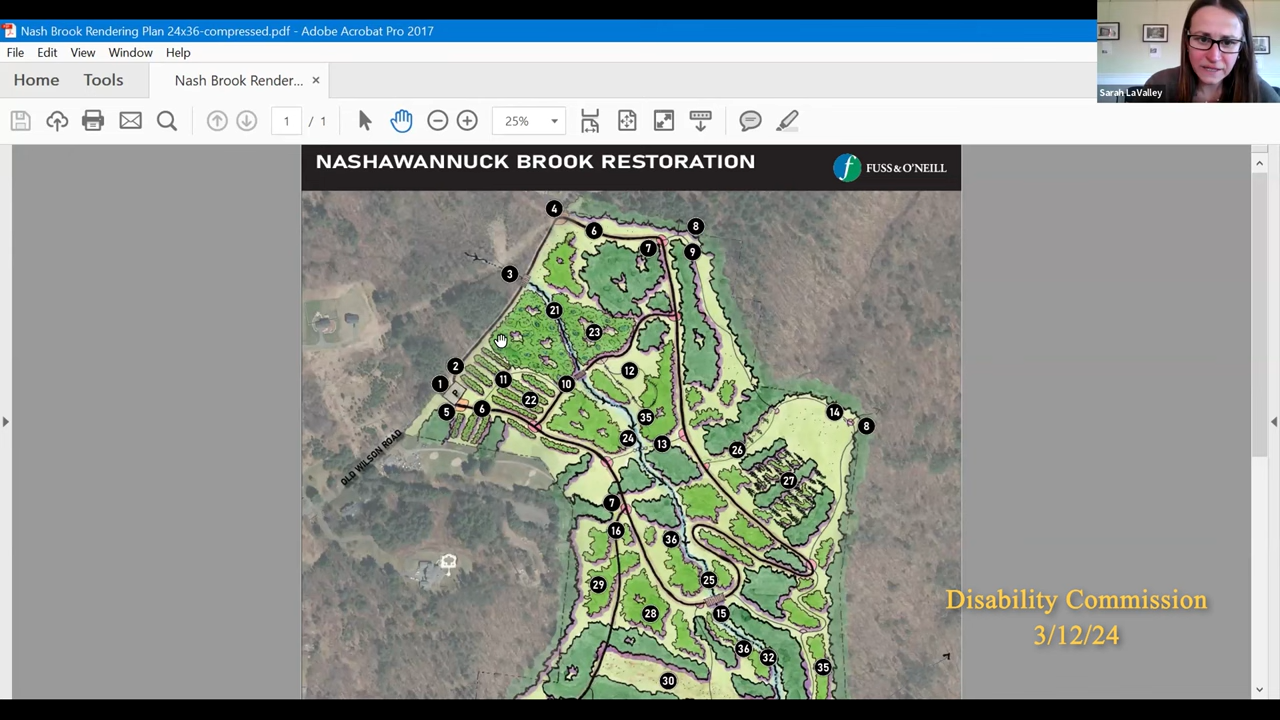 Nash Brook Rendering Plan 24x36-compressed.pdf - Adobe Acrobat Pro 2017
File Edit View Window Help
Home Tools Nash Brook Render... ×
1 / 1 25%
Sarah LaValley
NASHAWANNUCK BROOK RESTORATION
f FUSS & O'NEILL
4
8
6
7 9
3
21
23
2
12
1 11 10
P
22
5 6
14
35 8
24 13
26
OLD WILSON ROAD
27
7
16
36
25
29
28 15
36 32
35
30
Disability Commission
3/12/24